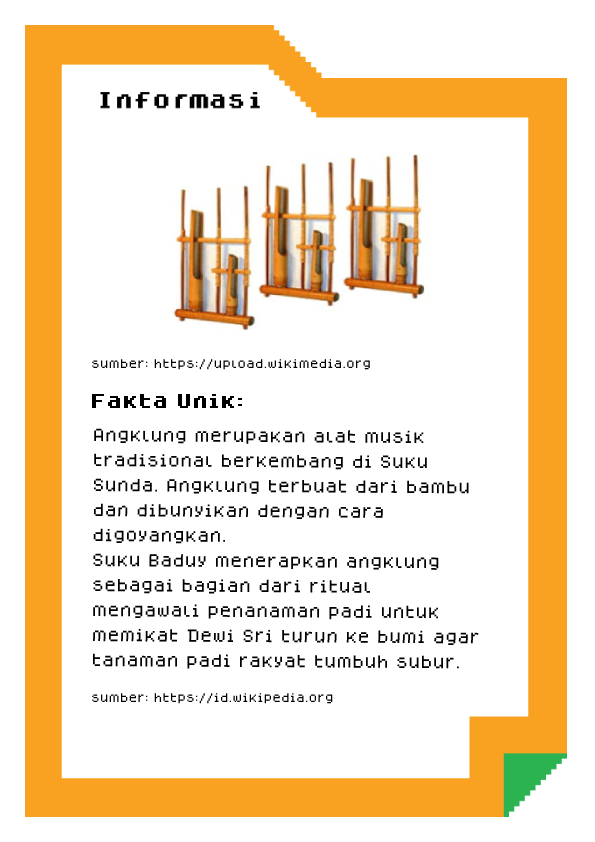 Informasi
sumber: https://upload.wikimedia.org
Fakta Unik:
Angklung merupakan alat musik
tradisional berkembang di Suku
Sunda. Angklung terbuat dari bambu
dan dibunyikan dengan cara
digoyangkan.
Suku Baduy menerapkan angklung
sebagai bagian dari ritual
mengawali penanaman padi untuk
memikat Dewi Sri turun ke bumi agar
tanaman padi rakyat tumbuh subur.
sumber: https://id.wikipedia.org